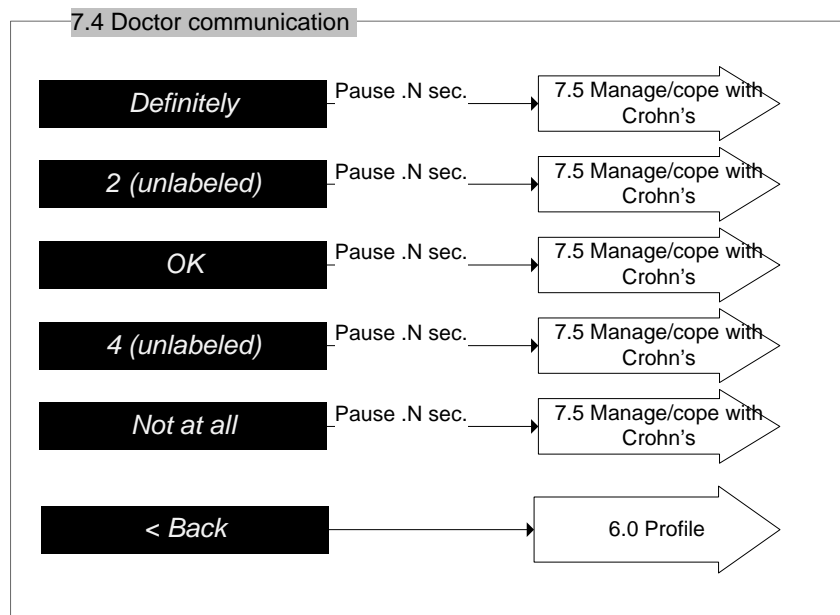 7.4 Doctor communication
Definitely
Pause .N sec.
7.5 Manage/cope with
Crohn's
2 (unlabeled)
Pause .N sec.
7.5 Manage/cope with
Crohn's
OK
Pause .N sec.
7.5 Manage/cope with
Crohn's
4 (unlabeled)
Pause .N sec.
7.5 Manage/cope with
Crohn's
Not at all
Pause .N sec.
7.5 Manage/cope with
Crohn's
< Back
6.0 Profile